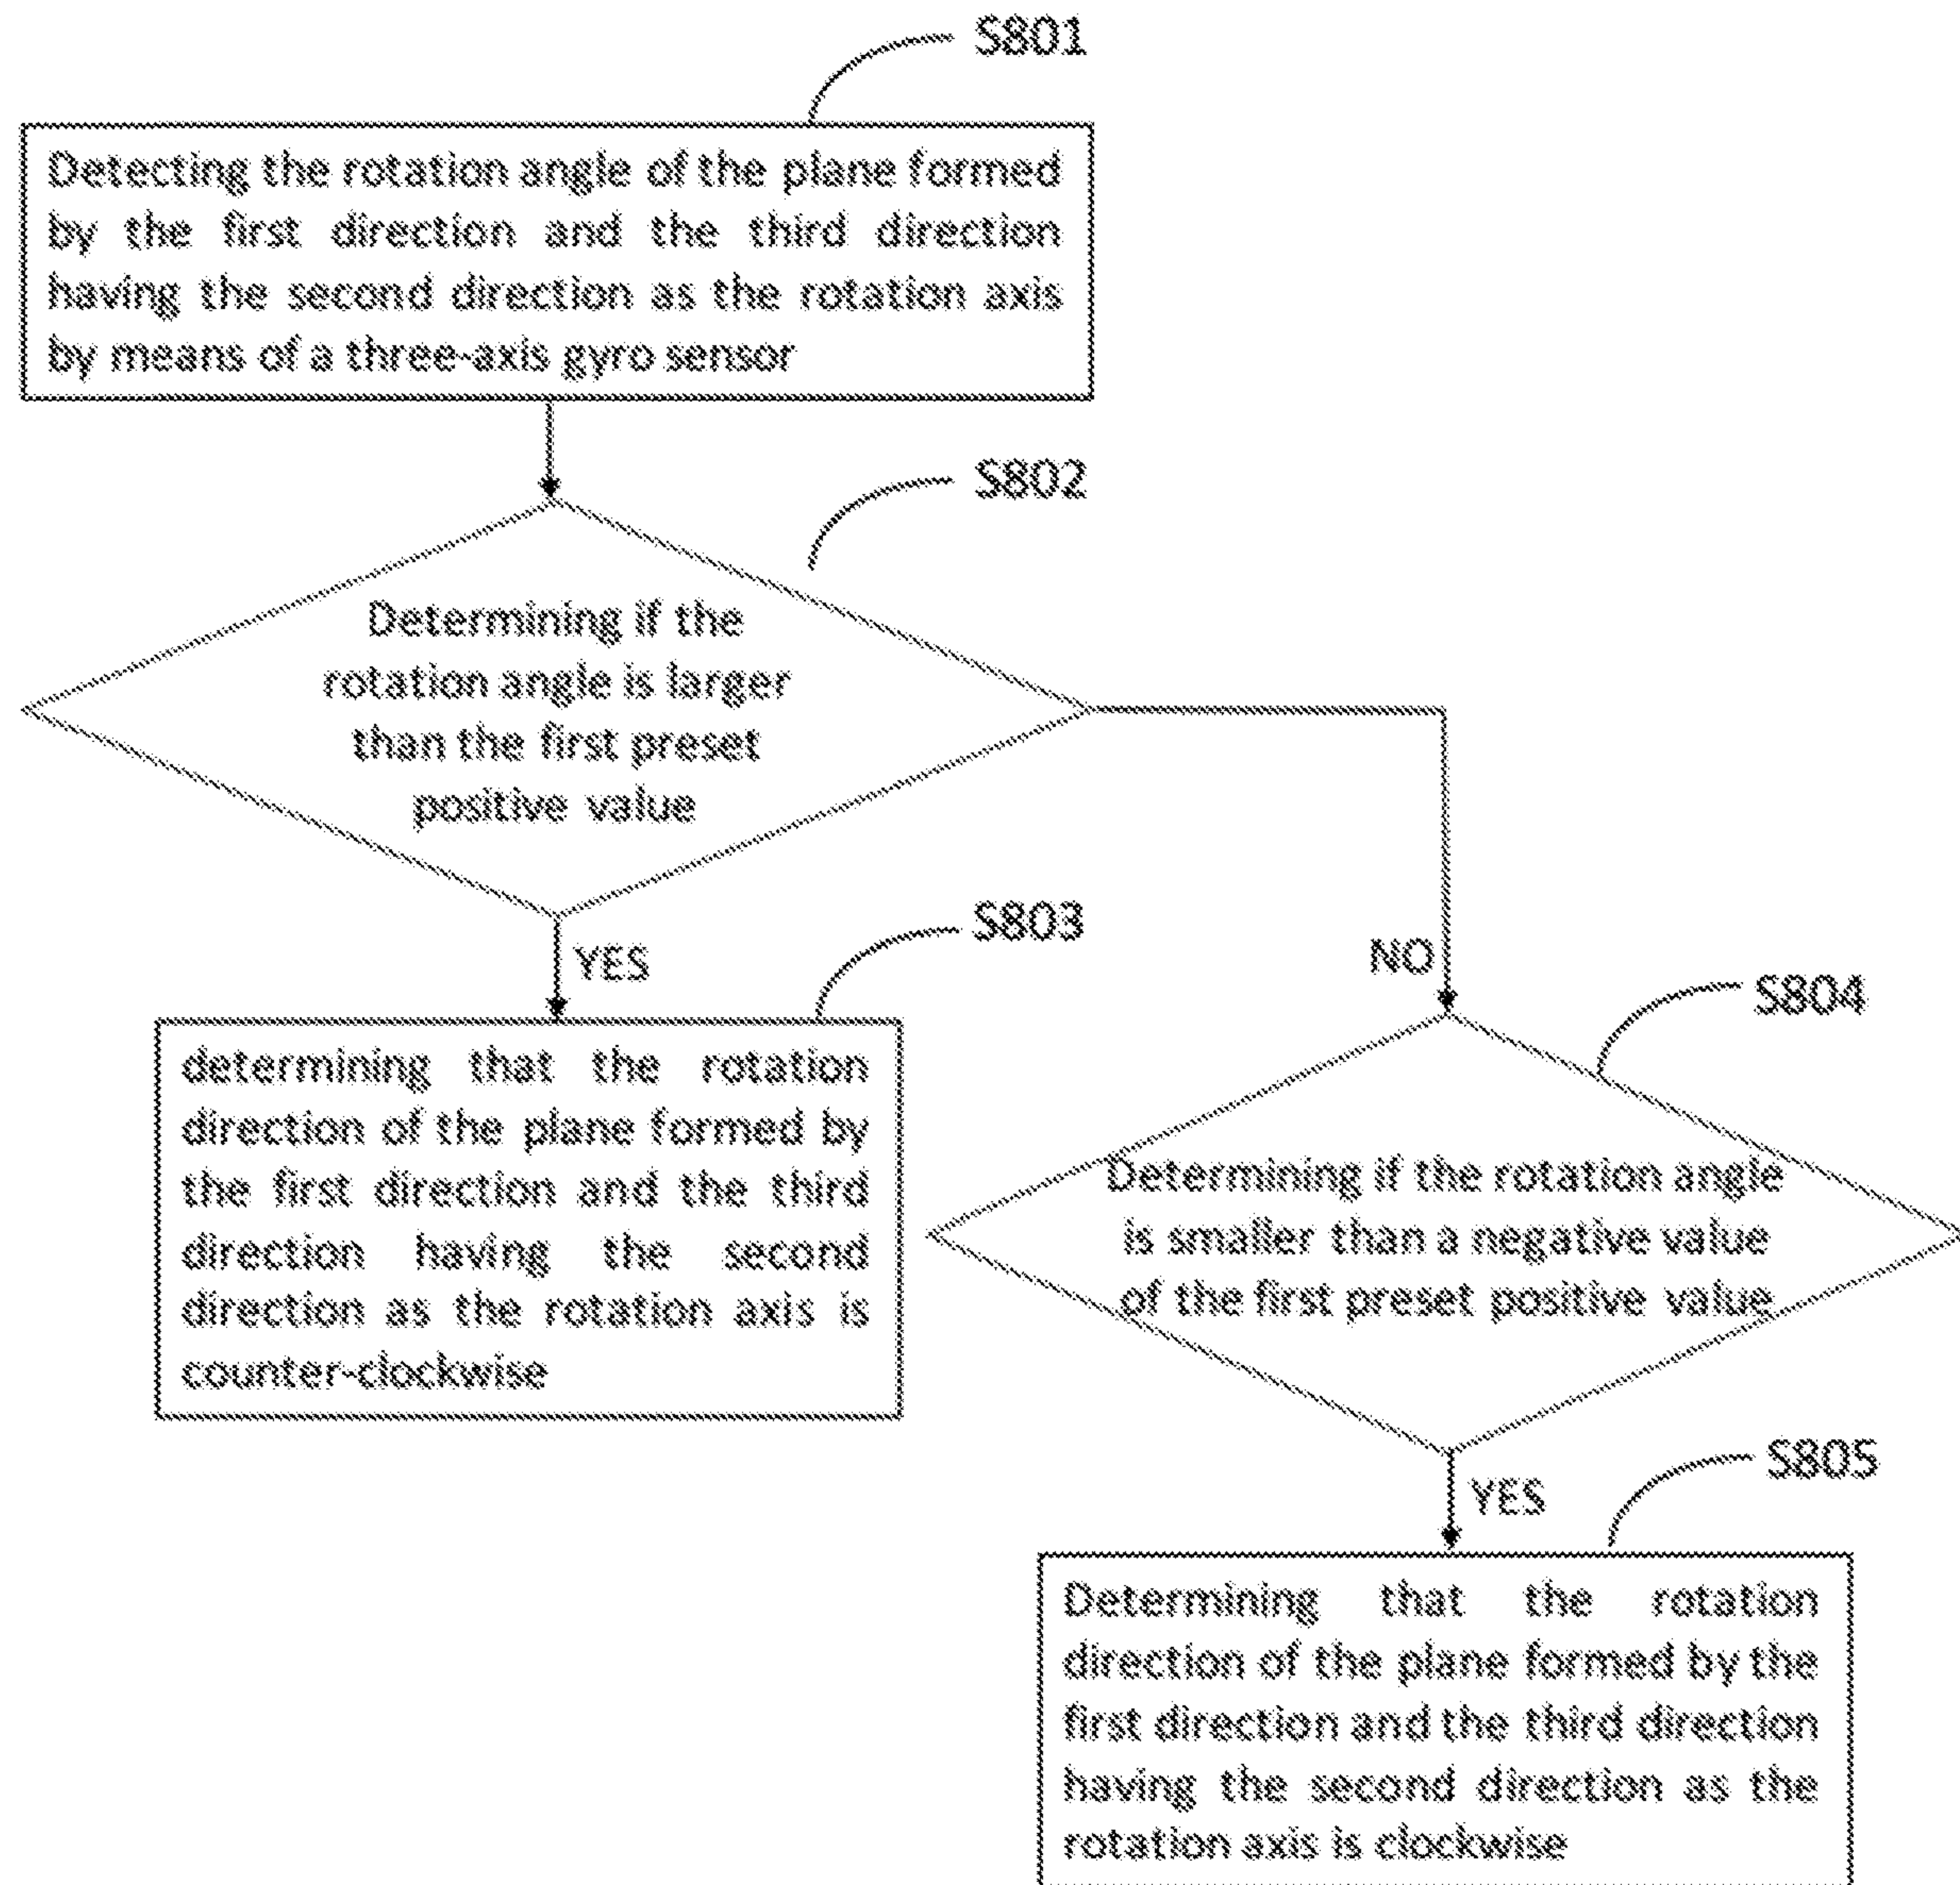 S801
Detecting the rotation angle of the plane formed
by the first direction and the third direction
having the second direction as the rotation axis
by means of a three-axis gyro sensor
S802
Determining if the
rotation angle is larger
than the first preset
positive value
YES
S803
determining that the rotation
direction of the plane formed by
the first direction and the third
direction having the second
direction as the rotation axis is
counter-clockwise
NO
S804
Determining if the rotation angle
is smaller than a negative value
of the first preset positive value
YES
S805
Determining that the rotation
direction of the plane formed by the
first direction and the third direction
having the second direction as the
rotation axis is clockwise